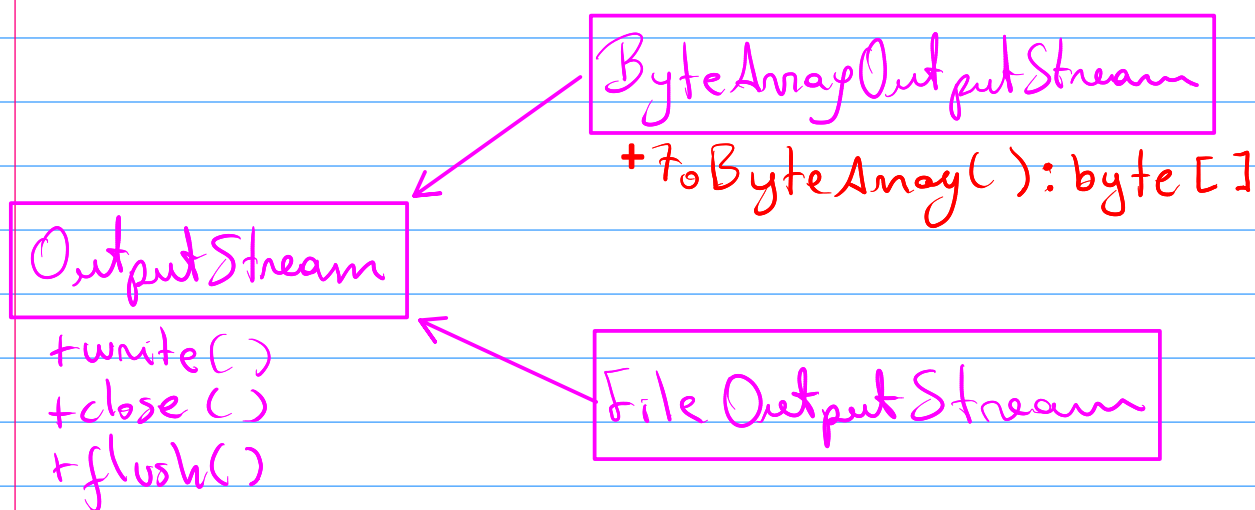 ByteArrayOutputStream
+ToByteArray():byte[]
OutputStream
+write()
+close()
+flush()
FileOutputStream